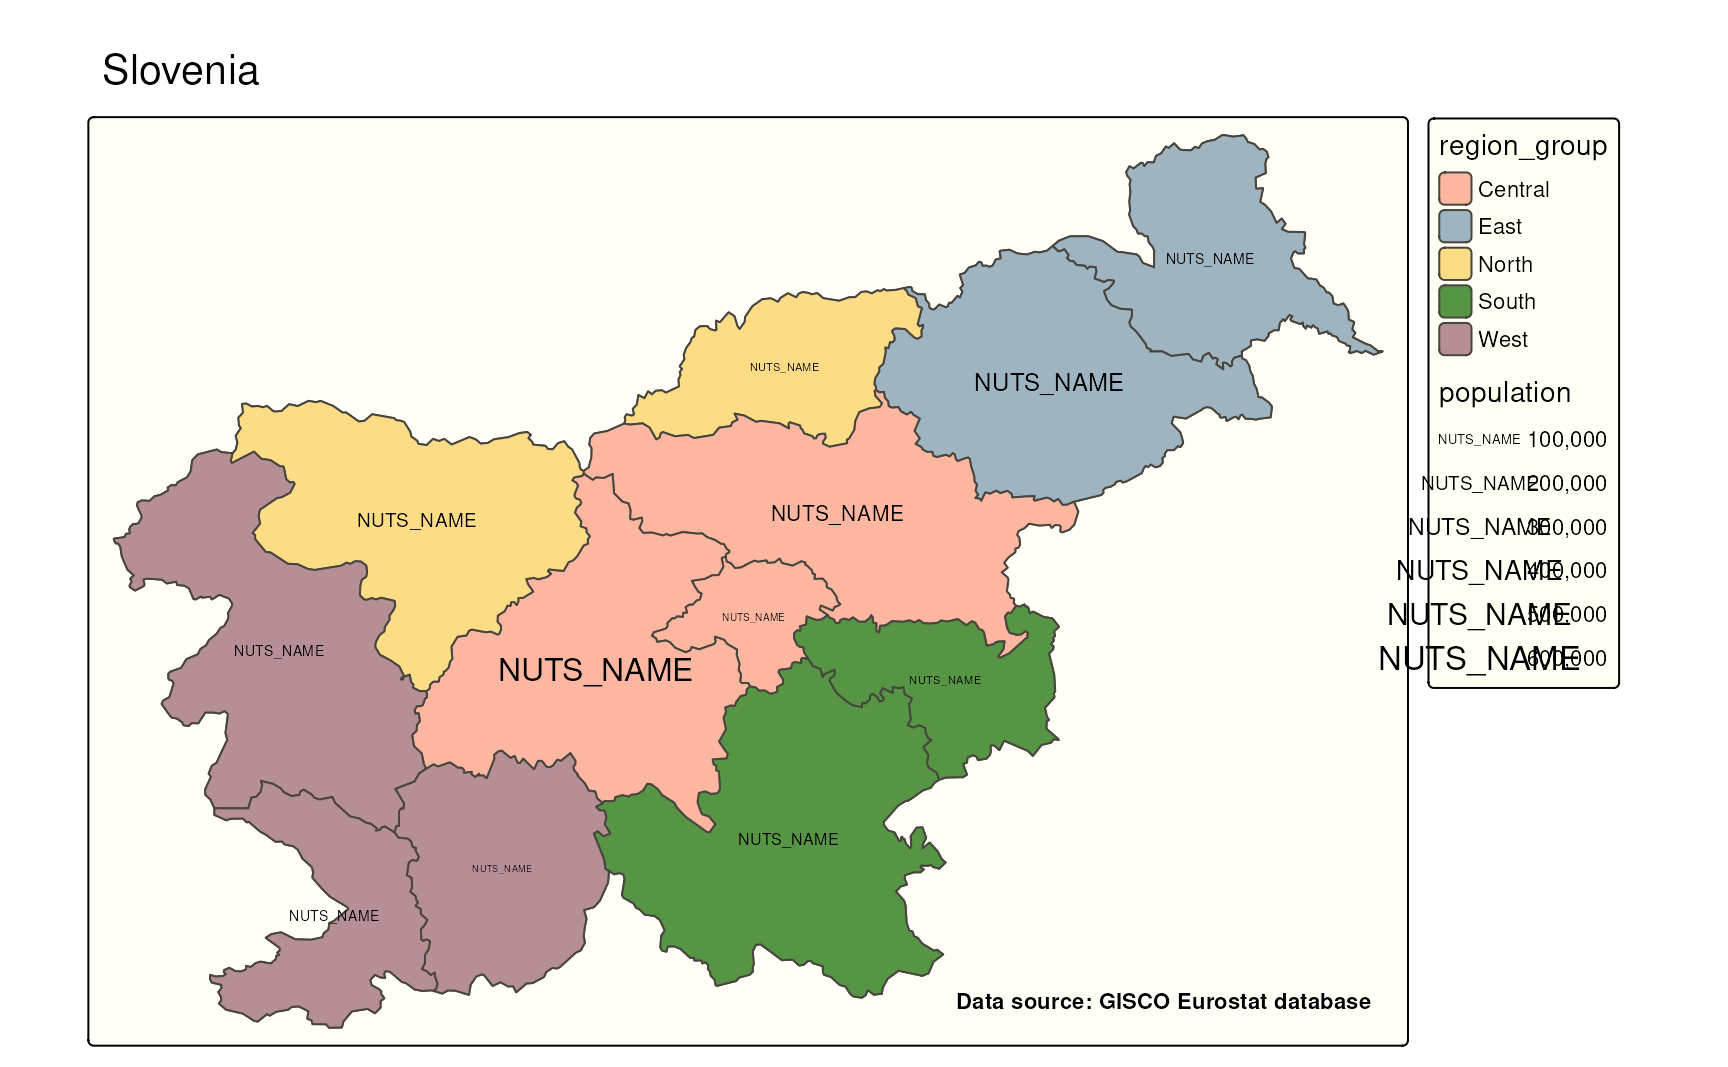 Slovenia
NUTS_NAME
NUTS_NAME
NUTS_NAME
NUTS_NAME
NUTS_NAME
NUTS_NAME
NUTS_NAME
NUTS_NAME
NUTS_NAME
NUTS_NAME
NUTS_NAME
NUTS_NAME
Data source: GISCO Eurostat database
region_group
Central
East
North
South
West
population
NUTS_NAME 100,000
NUTS_NAME 200,000
NUTS_NAME 300,000
NUTS_NAME 400,000
NUTS_NAME 500,000
NUTS_NAME 600,000